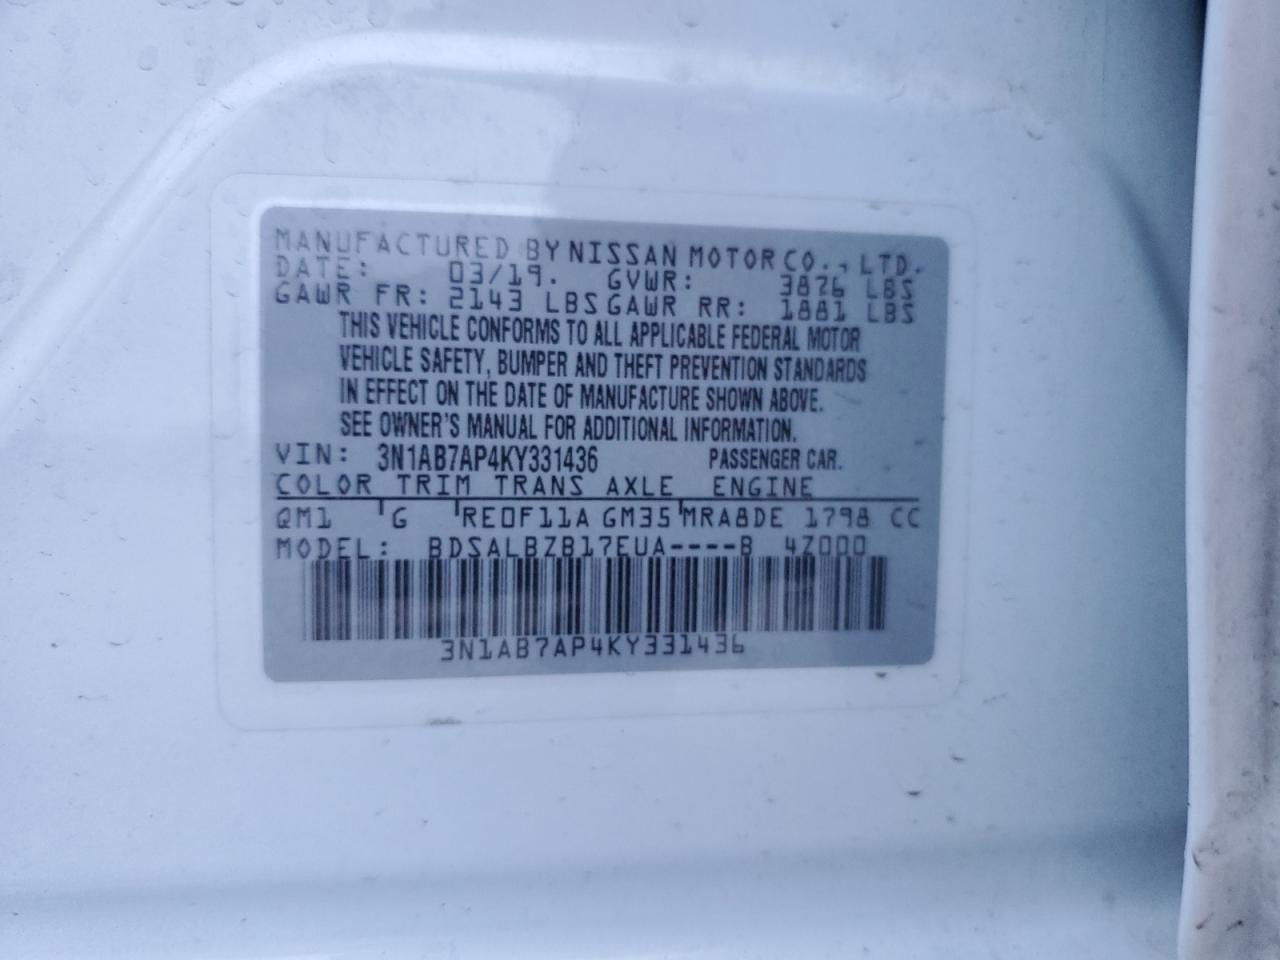 MANUFACTURED BY NISSAN MOTOR CO., LTD.
DATE: 03/19. GVWR: 3876 LBS
GAWR FR: 2143 LBS GAWR RR: 1881 LBS
THIS VEHICLE CONFORMS TO ALL APPLICABLE FEDERAL MOTOR
VEHICLE SAFETY, BUMPER AND THEFT PREVENTION STANDARDS
IN EFFECT ON THE DATE OF MANUFACTURE SHOWN ABOVE.
SEE OWNER'S MANUAL FOR ADDITIONAL INFORMATION.
VIN: 3N1AB7AP4KY331436 PASSENGER CAR.
COLOR TRIM TRANS AXLE ENGINE
QM1 G RE0F11A GM35 MRA8DE 1798 CC
MODEL: BDSALBZB17EUA----B 4Z000
3N1AB7AP4KY331436